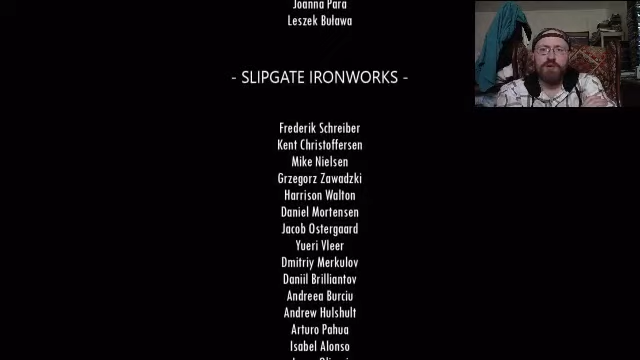 Joanna Para
Leszek Buława
- SLIPGATE IRONWORKS -
Frederik Schreiber
Kent Christoffersen
Mike Nielsen
Grzegorz Zawadzki
Harrison Walton
Daniel Mortensen
Jacob Ostergaard
Yueri Vleer
Dmitriy Merkulov
Daniil Brilliantov
Andreea Burciu
Andrew Hulshult
Arturo Pahua
Isabel Alonso